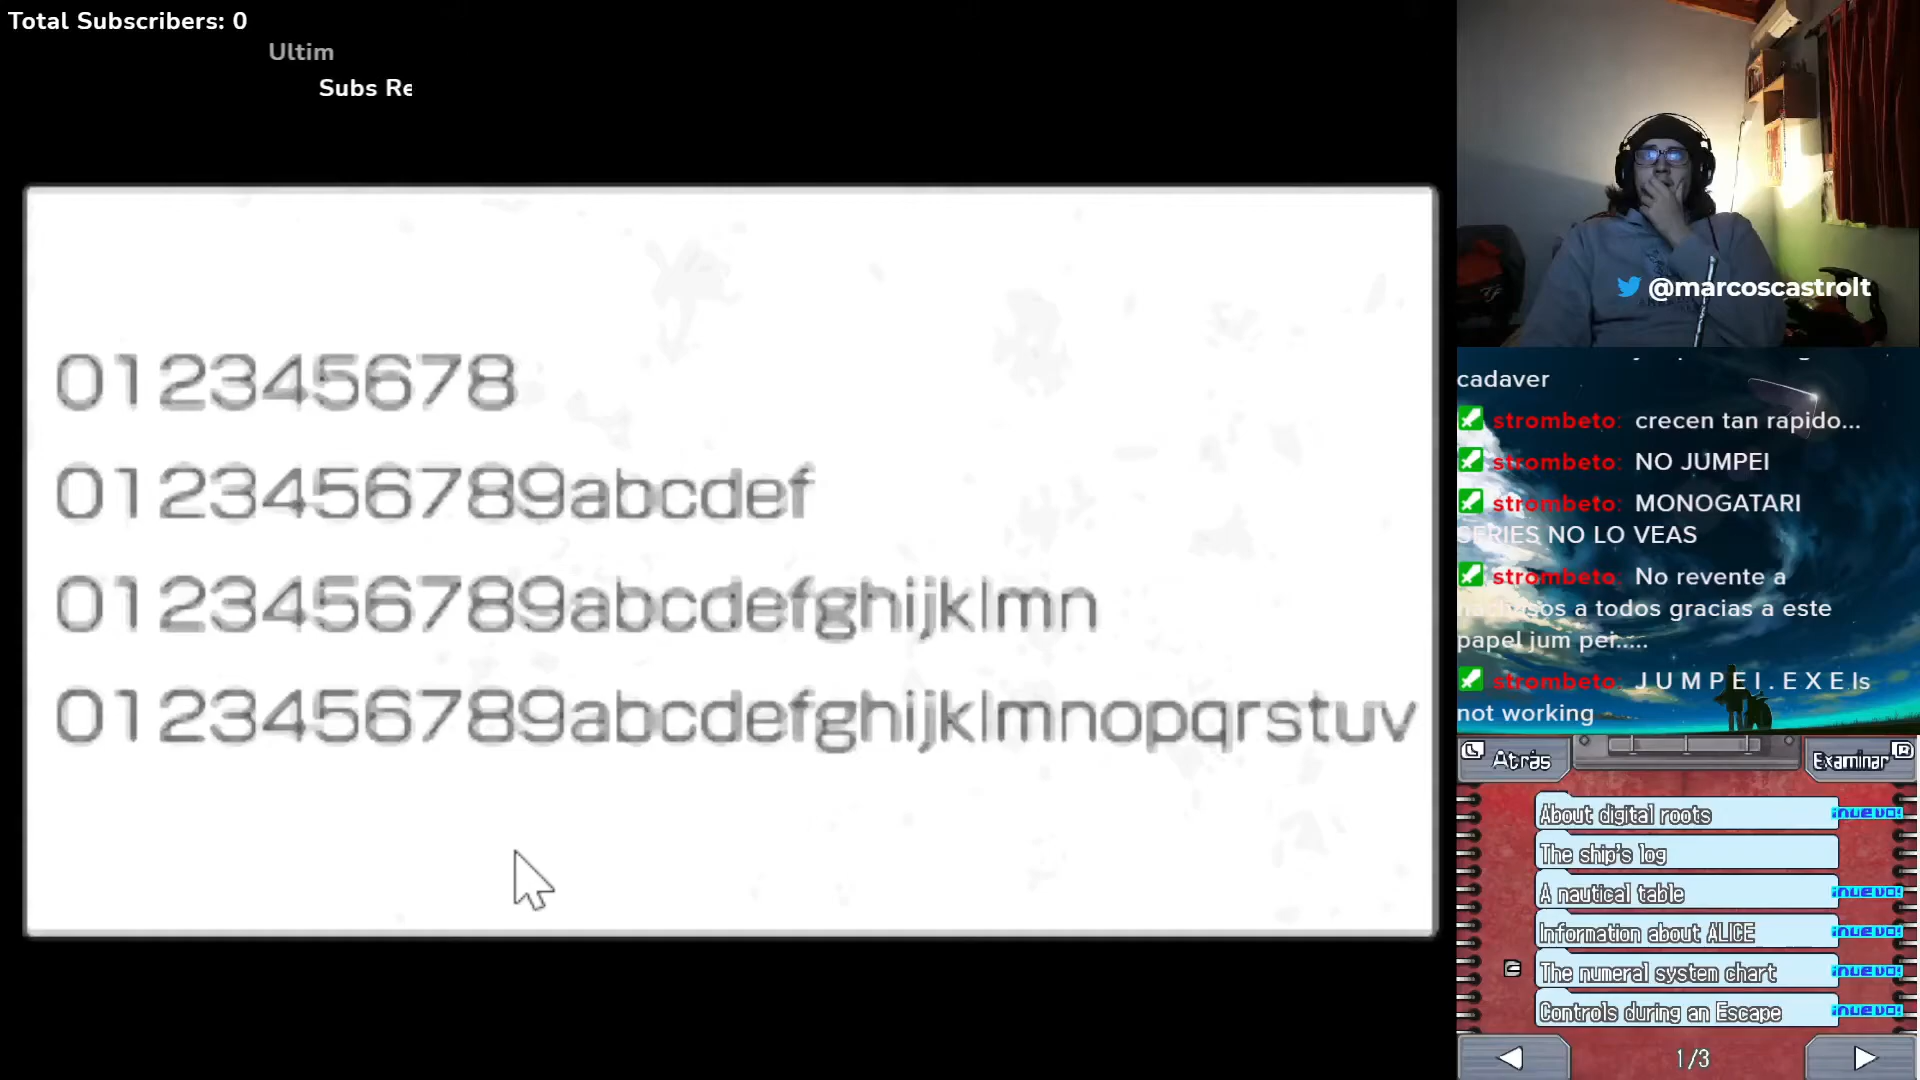 Total Subscribers: 0
Ultim
Subs Re
012345678
0123456789abcdef
0123456789abcdefghijklmn
0123456789abcdefghijklmnopqrstuv
@marcoscastrolt
cadaver
strombeto: crecen tan rapido...
strombeto: NO JUMPEI
strombeto: MONOGATARI
SERIES NO LO VEAS
strombeto: No revente a
hachasos a todos gracias a este
papel jum pei.....
strombeto: J U M P E I . E X E Is
not working
L Atrás
Examinar R
About digital roots ¡nuevo!
The ship's log
A nautical table ¡nuevo!
Information about ALICE ¡nuevo!
The numeral system chart ¡nuevo!
Controls during an Escape ¡nuevo!
1/3